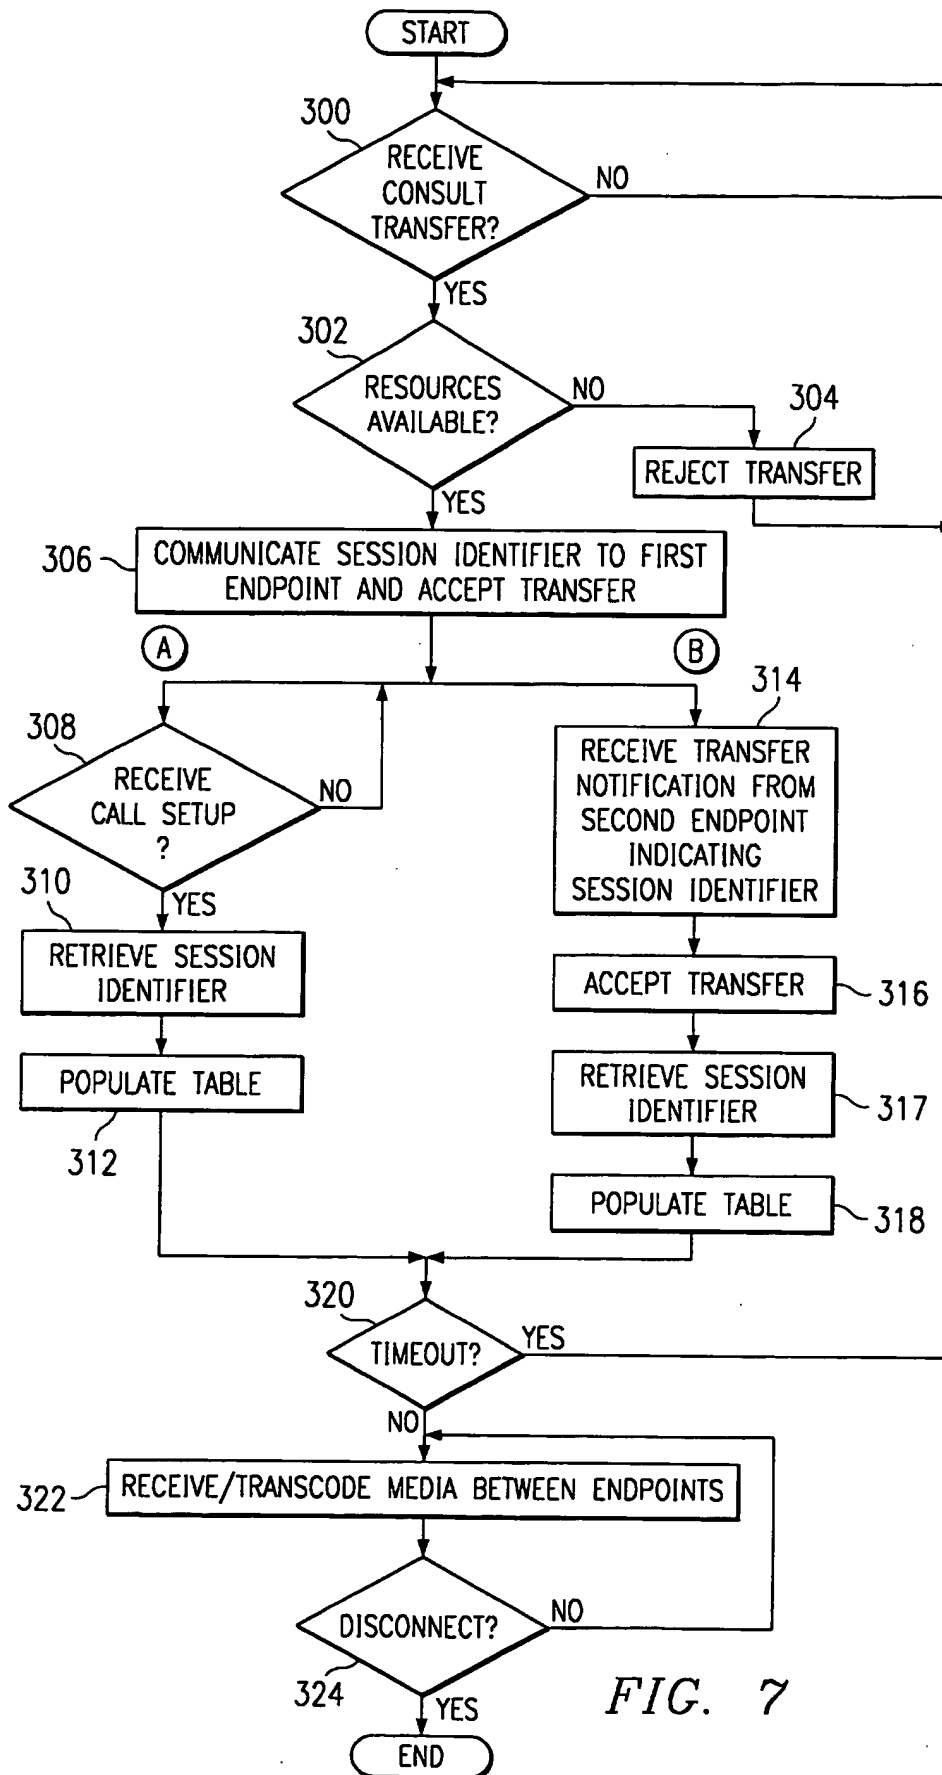 START
300
RECEIVE
CONSULT
TRANSFER?
NO
YES
302
RESOURCES
AVAILABLE?
NO
304
REJECT TRANSFER
YES
306
COMMUNICATE SESSION IDENTIFIER TO FIRST
ENDPOINT AND ACCEPT TRANSFER
A
B
308
RECEIVE
CALL SETUP
?
NO
YES
310
RETRIEVE SESSION
IDENTIFIER
POPULATE TABLE
312
314
RECEIVE TRANSFER
NOTIFICATION FROM
SECOND ENDPOINT
INDICATING
SESSION IDENTIFIER
ACCEPT TRANSFER
316
RETRIEVE SESSION
IDENTIFIER
317
POPULATE TABLE
318
320
TIMEOUT?
YES
NO
322
RECEIVE/TRANSCODE MEDIA BETWEEN ENDPOINTS
DISCONNECT?
NO
324
YES
END
FIG. 7